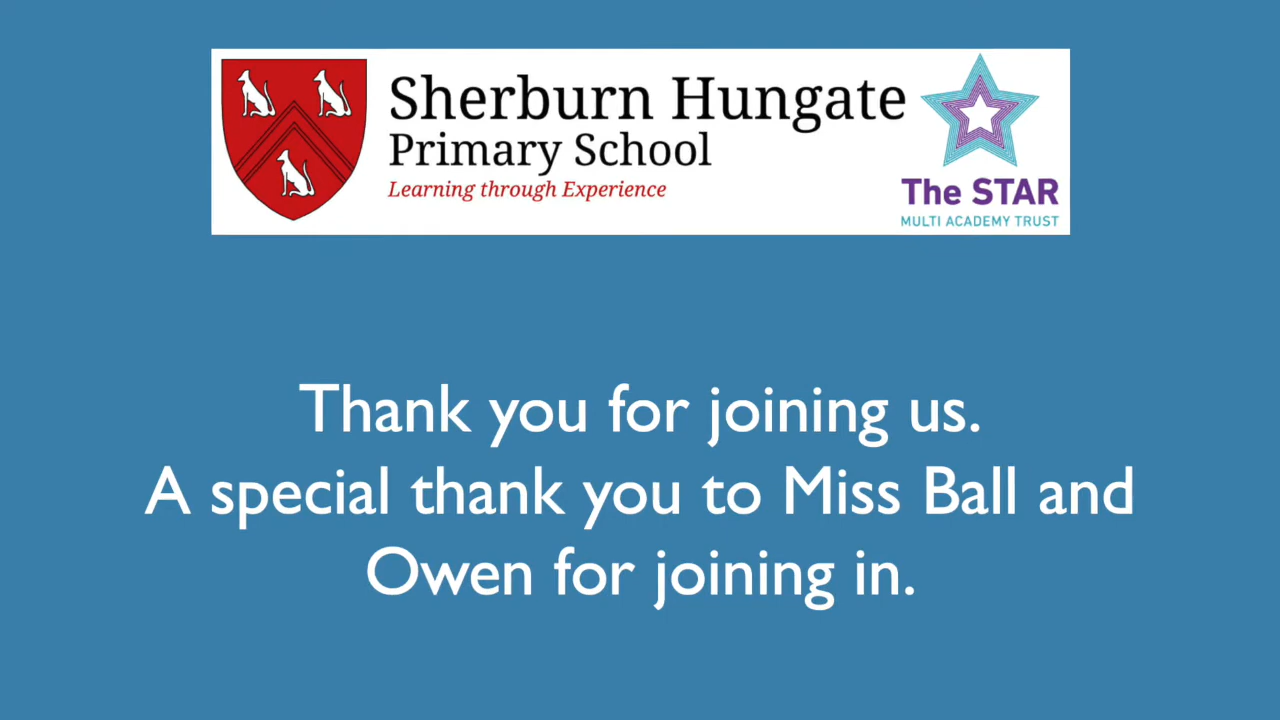 Sherburn Hungate
Primary School
Learning through Experience
The STAR
MULTI ACADEMY TRUST
Thank you for joining us.
A special thank you to Miss Ball and
Owen for joining in.